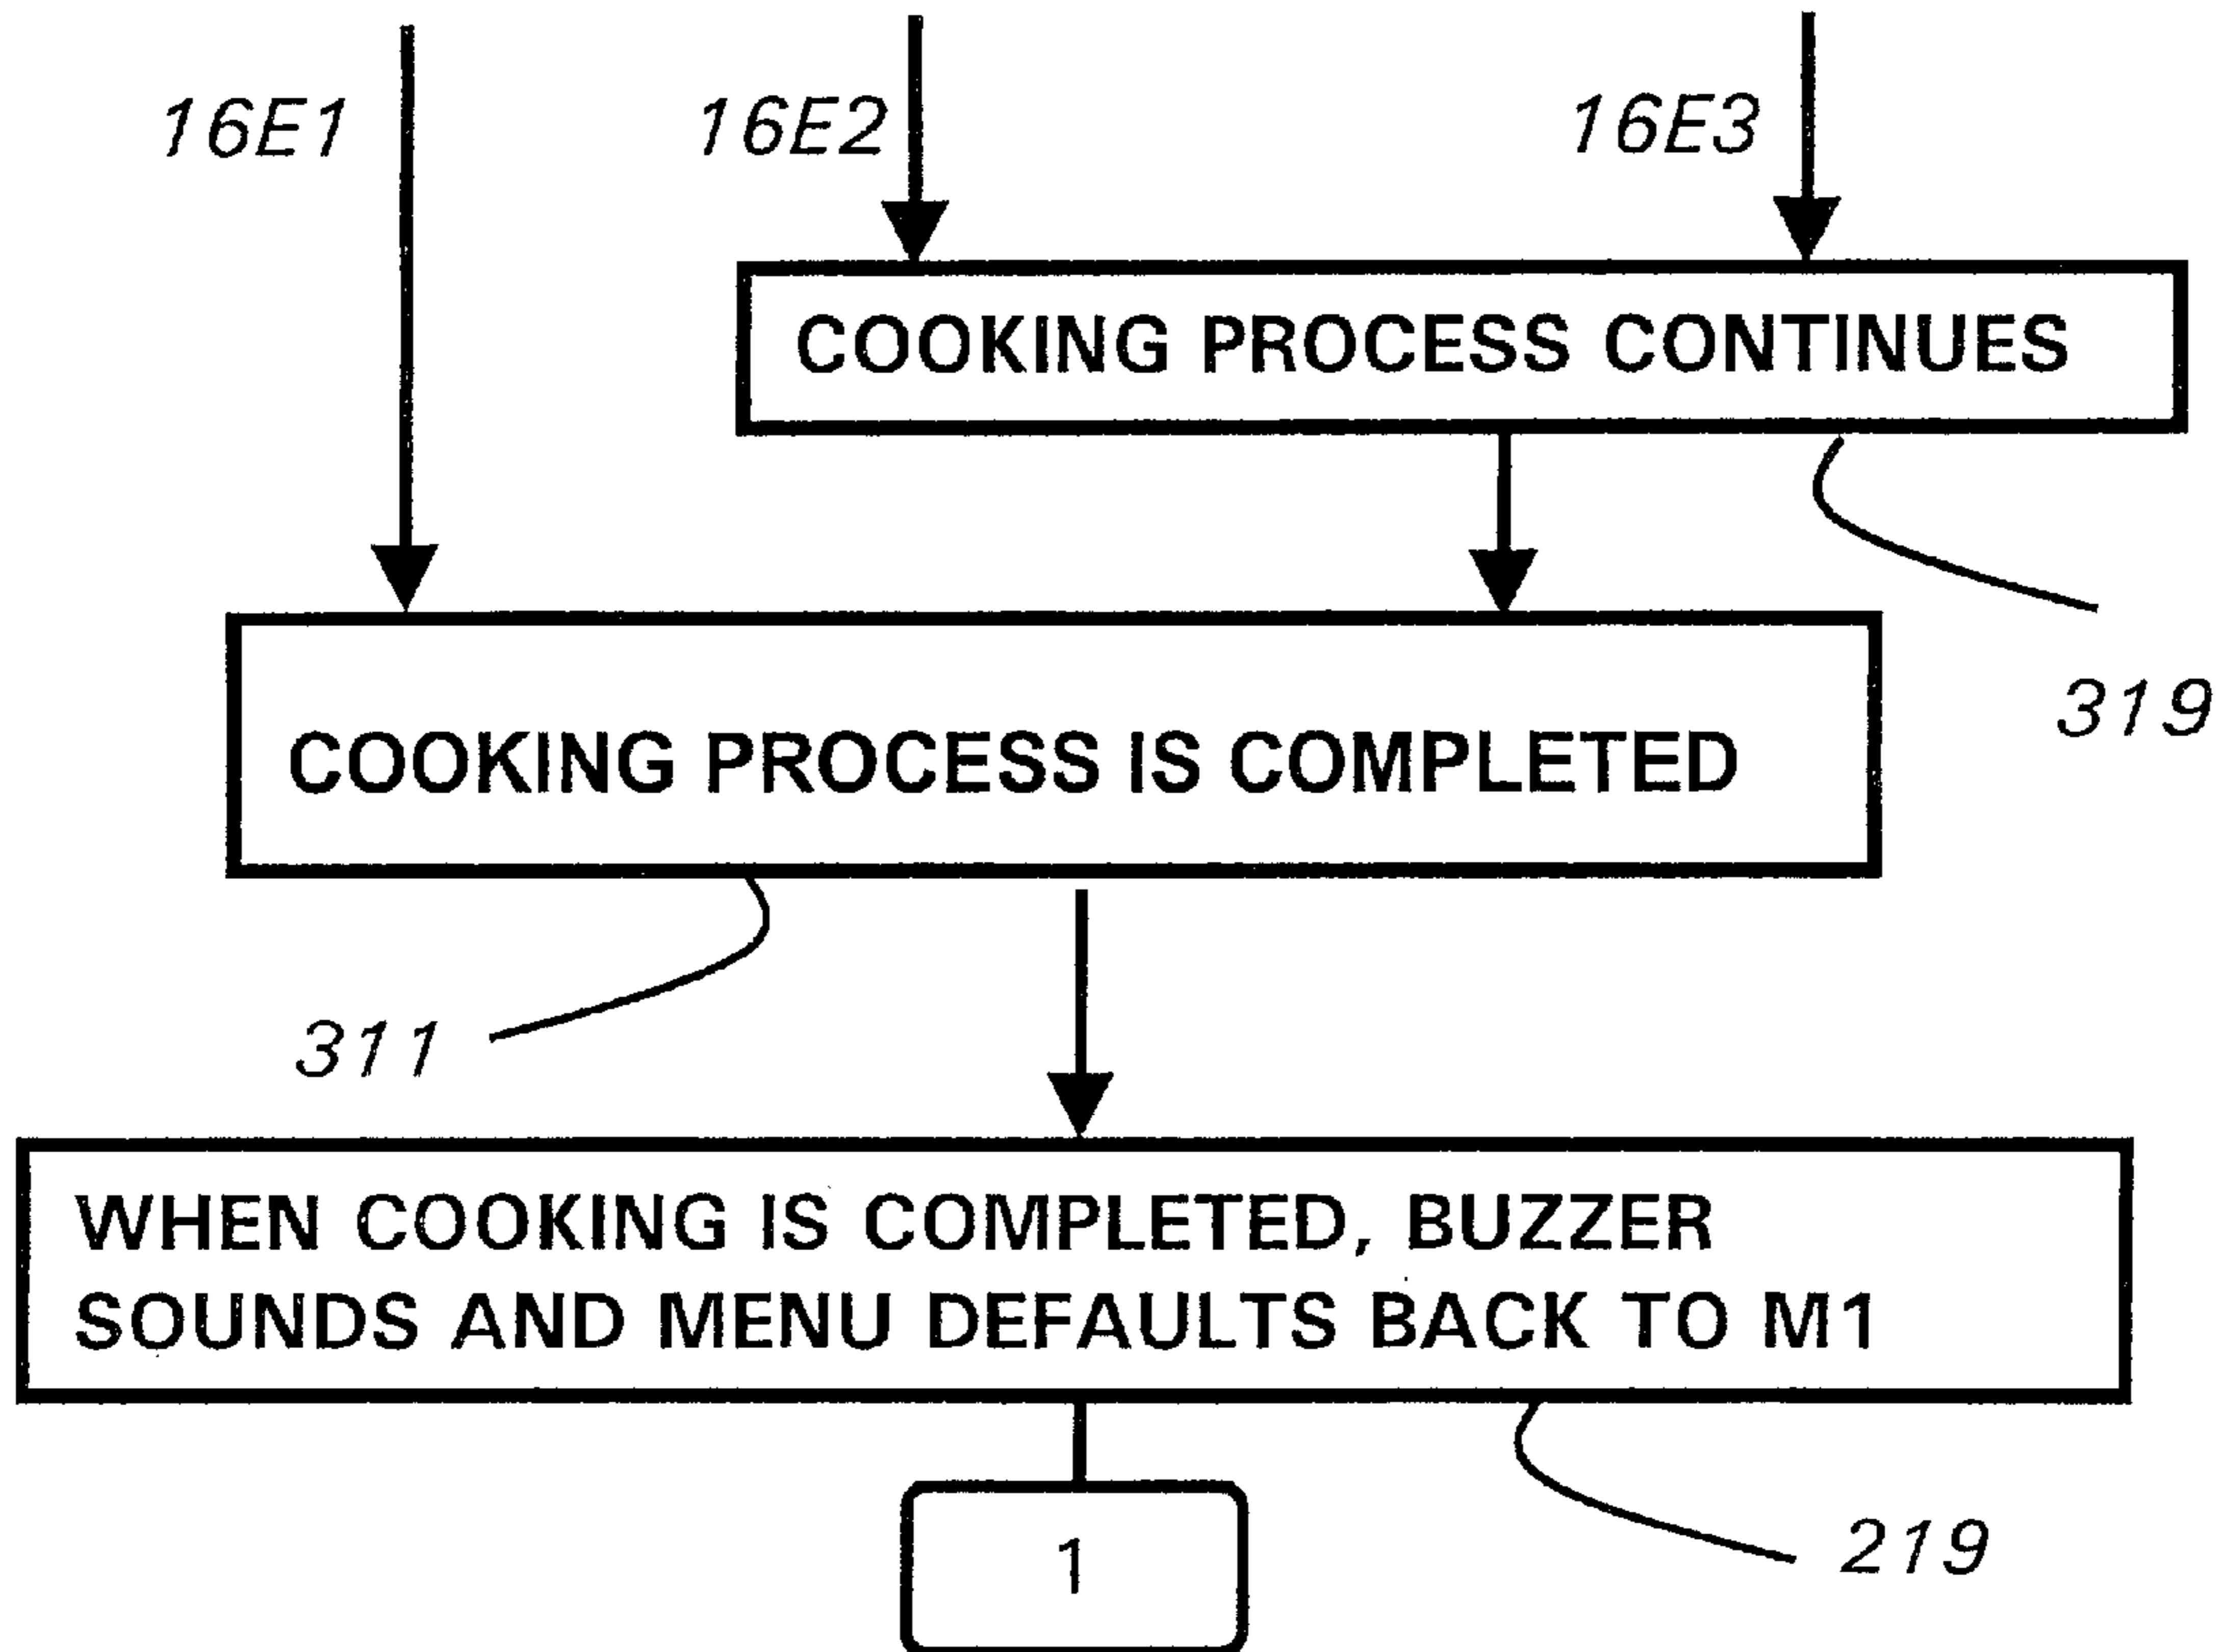 16E1
16E2
16E3
COOKING PROCESS CONTINUES
319
COOKING PROCESS IS COMPLETED
311
WHEN COOKING IS COMPLETED, BUZZER
SOUNDS AND MENU DEFAULTS BACK TO M1
219
1